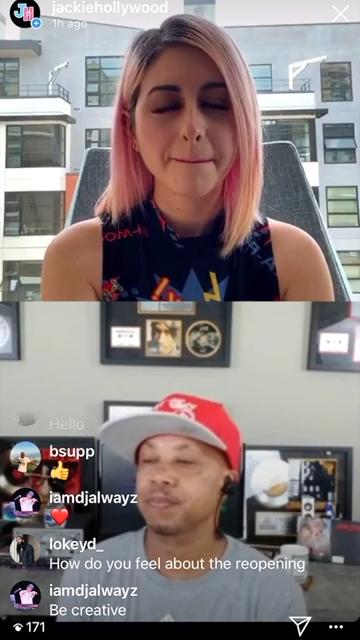 jackiehollywood
1h ago
Hello
bsupp
👍
iamdjalwayz
❤️
lokeyd_
How do you feel about the reopening
iamdjalwayz
Be creative
171